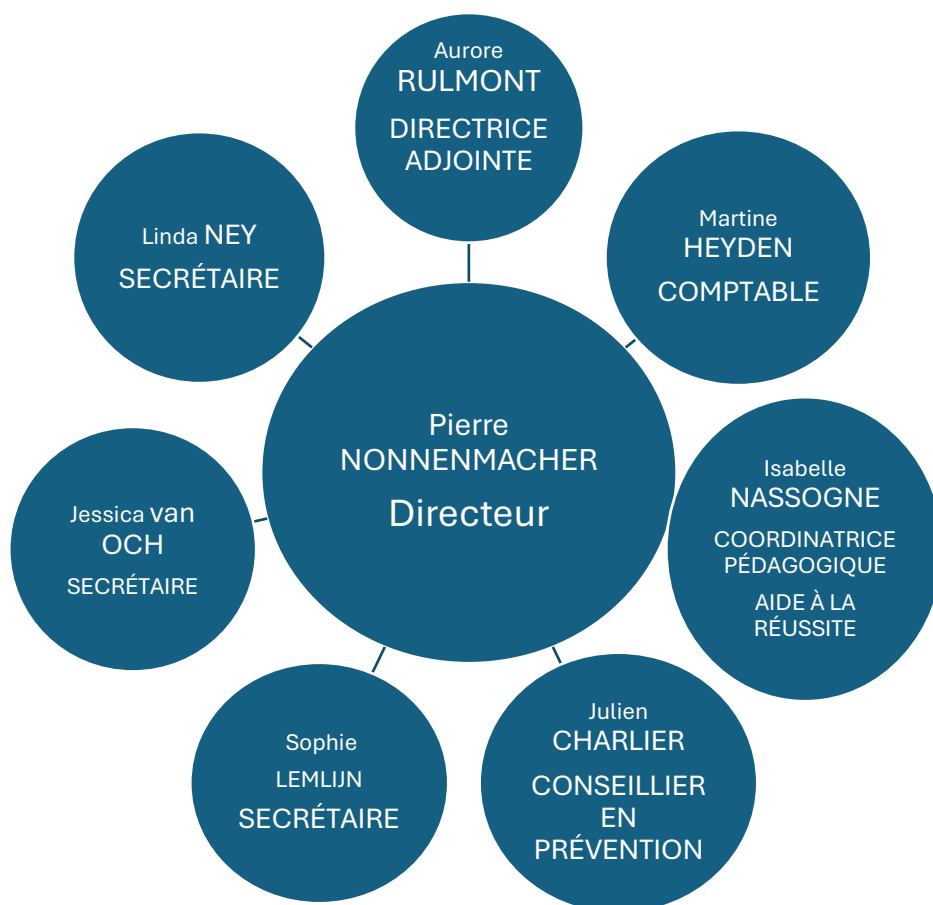 Aurore
RULMONT
DIRECTRICE
ADJOINTE
Martine
HEYDEN
COMPTABLE
Linda NEY
SECRÉTAIRE
Pierre
NONNENMACHER
Directeur
Isabelle
NASSOGNE
COORDINATRICE
PÉDAGOGIQUE
AIDE À LA
RÉUSSITE
Jessica van
OCH
SECRÉTAIRE
Sophie
LEMLIJN
SECRÉTAIRE
Julien
CHARLIER
CONSEILLIER
EN
PRÉVENTION